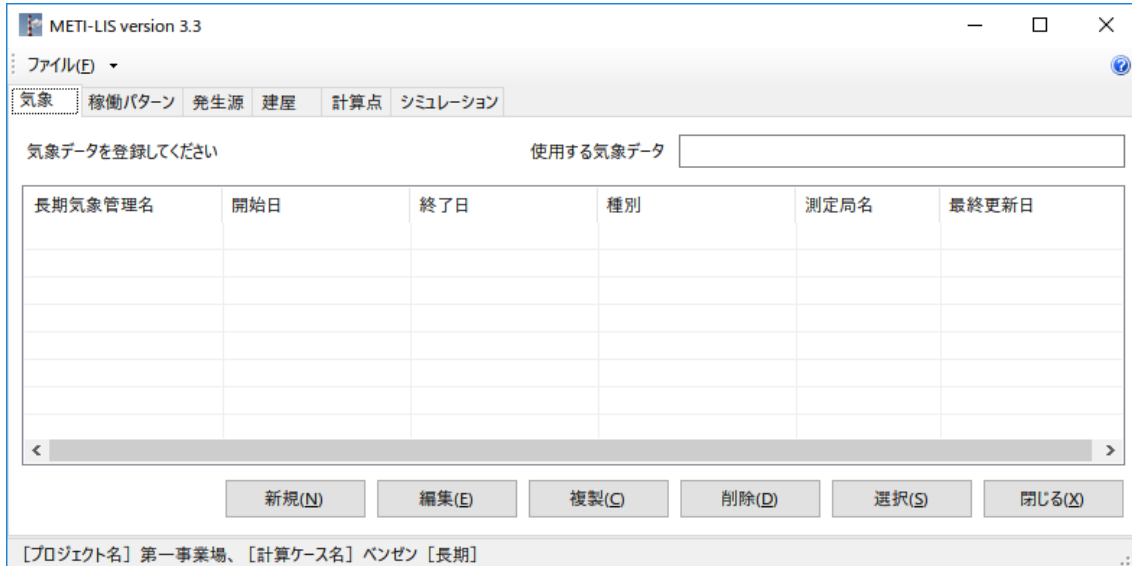 METI-LIS version 3.3
ファイル(F)
気象 稼働パターン 発生源 建屋 計算点 シミュレーション
気象データを登録してください 使用する気象データ
長期気象管理名 開始日 終了日 種別 測定局名 最終更新日
新規(N) 編集(E) 複製(C) 削除(D) 選択(S) 閉じる(X)
[プロジェクト名] 第一事業場、[計算ケース名] ベンゼン [長期]